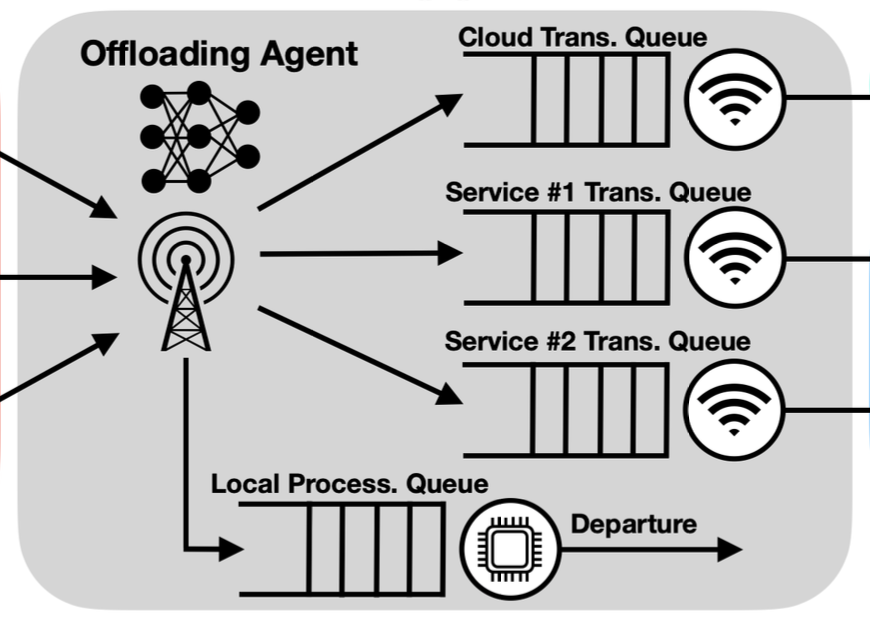 Offloading Agent
Cloud Trans. Queue
Service #1 Trans. Queue
Service #2 Trans. Queue
Local Process. Queue
Departure